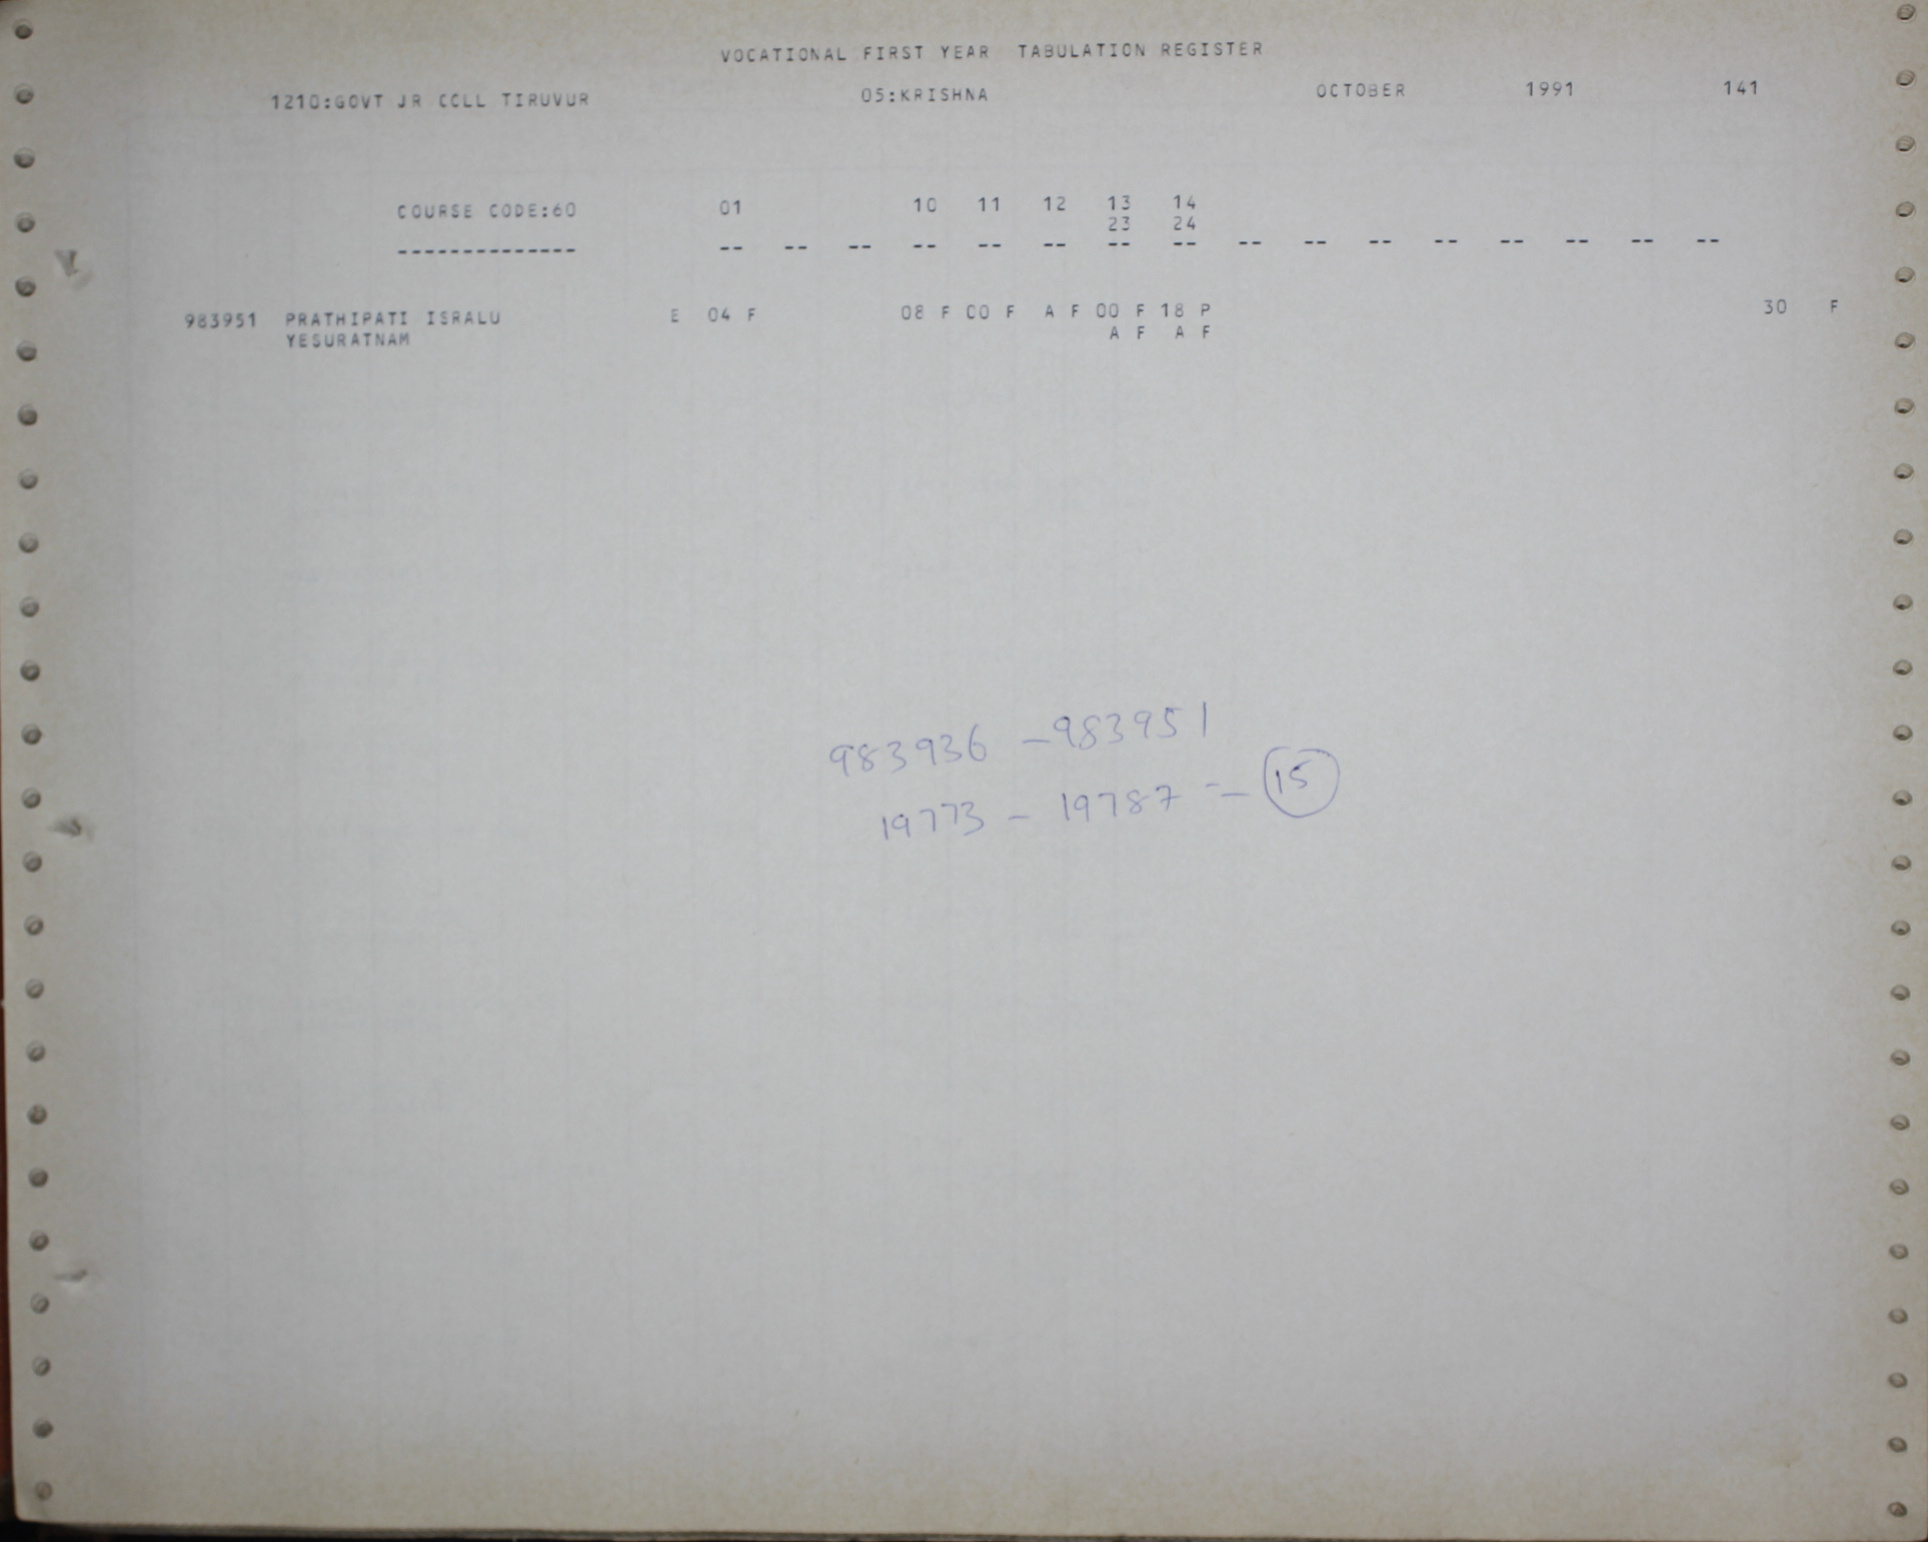 VOCATIONAL FIRST YEAR TABULATION REGISTER
1210:GOVT JR COLL TIRUVUR 05:KRISHNA OCTOBER 1991 141
COURSE CODE:60 01 10 11 12 13 14
23 24
-------------- -- -- -- -- -- -- -- -- -- -- -- -- -- -- -- --
983951 PRATHIPATI ISRALU E 04 F 08 F 00 F A F 00 F 18 P 30 F
YESURATNAM A F A F
983936 - 983951
19773 - 19787 = 15